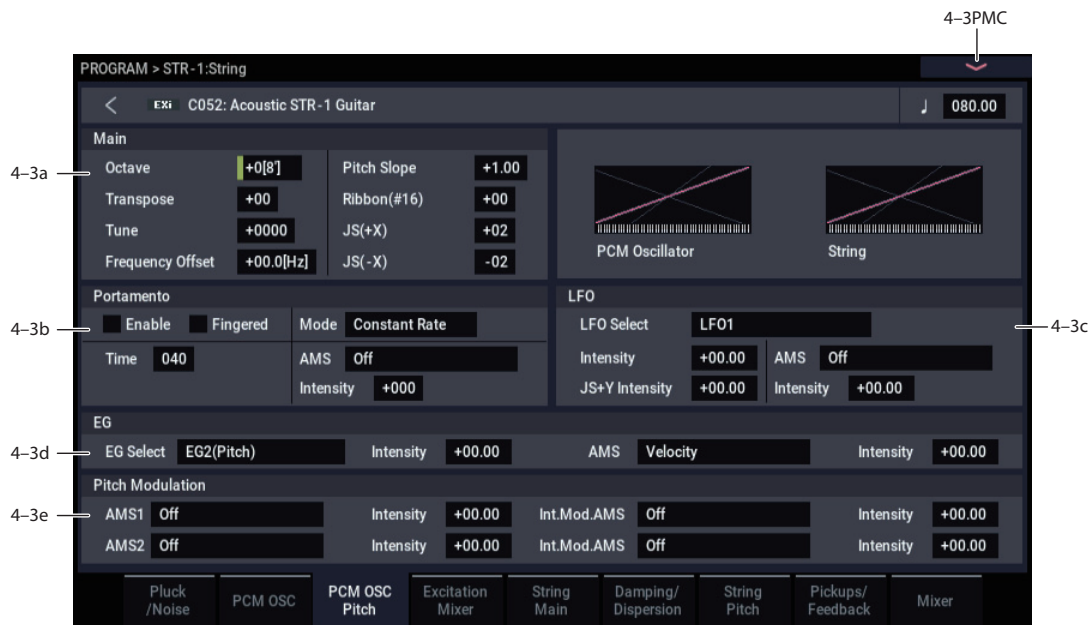 4–3PMC
PROGRAM > STR-1:String
EXi C052: Acoustic STR-1 Guitar
♩ 080.00
Main
4–3a
Octave +0[8'] Pitch Slope +1.00
Transpose +00 Ribbon(#16) +00
Tune +0000 JS(+X) +02
Frequency Offset +00.0[Hz] JS(-X) -02
PCM Oscillator String
Portamento
4–3b
Enable Fingered Mode Constant Rate
Time 040 AMS Off
Intensity +000
LFO
LFO Select LFO1
4–3c
Intensity +00.00 AMS Off
JS+Y Intensity +00.00 Intensity +00.00
EG
4–3d
EG Select EG2(Pitch) Intensity +00.00 AMS Velocity Intensity +00.00
Pitch Modulation
4–3e
AMS1 Off Intensity +00.00 Int.Mod.AMS Off Intensity +00.00
AMS2 Off Intensity +00.00 Int.Mod.AMS Off Intensity +00.00
Pluck
/Noise
PCM OSC
PCM OSC
Pitch
Excitation
Mixer
String
Main
Damping/
Dispersion
String
Pitch
Pickups/
Feedback
Mixer